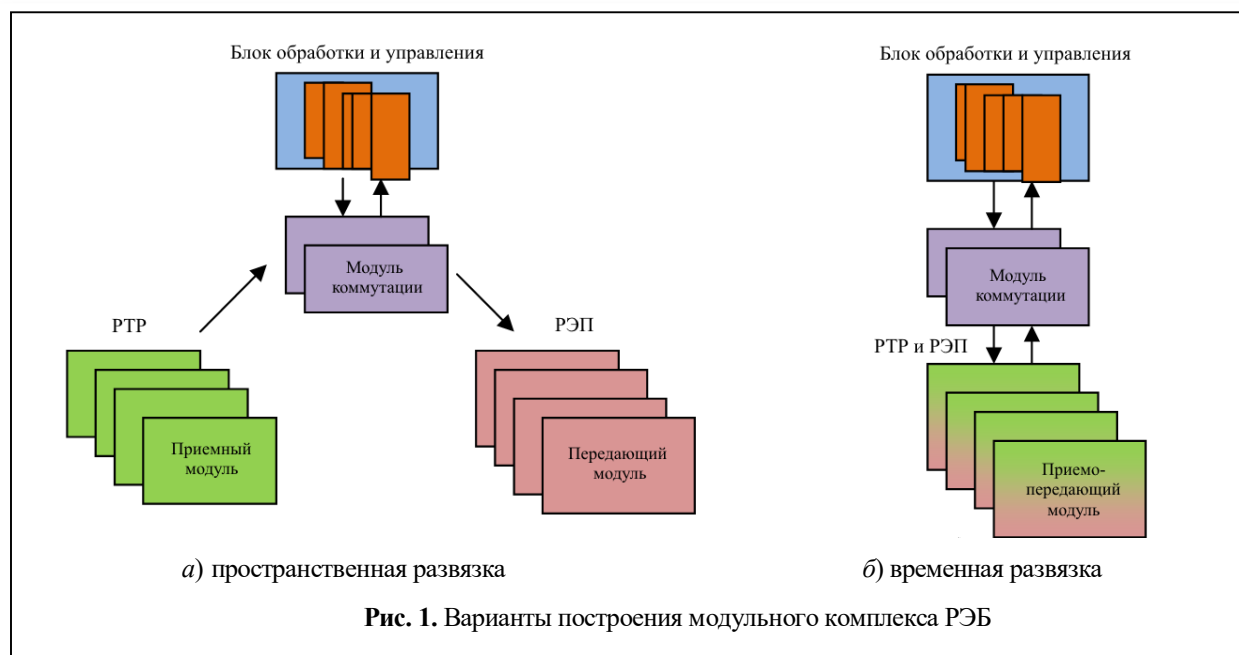 Блок обработки и управления
Модуль
коммутации
РТР
РЭП
Приемный
модуль
Передающий
модуль
а) пространственная развязка
Блок обработки и управления
Модуль
коммутации
РТР и РЭП
Приемо-
передающий
модуль
б) временная развязка
Рис. 1. Варианты построения модульного комплекса РЭБ